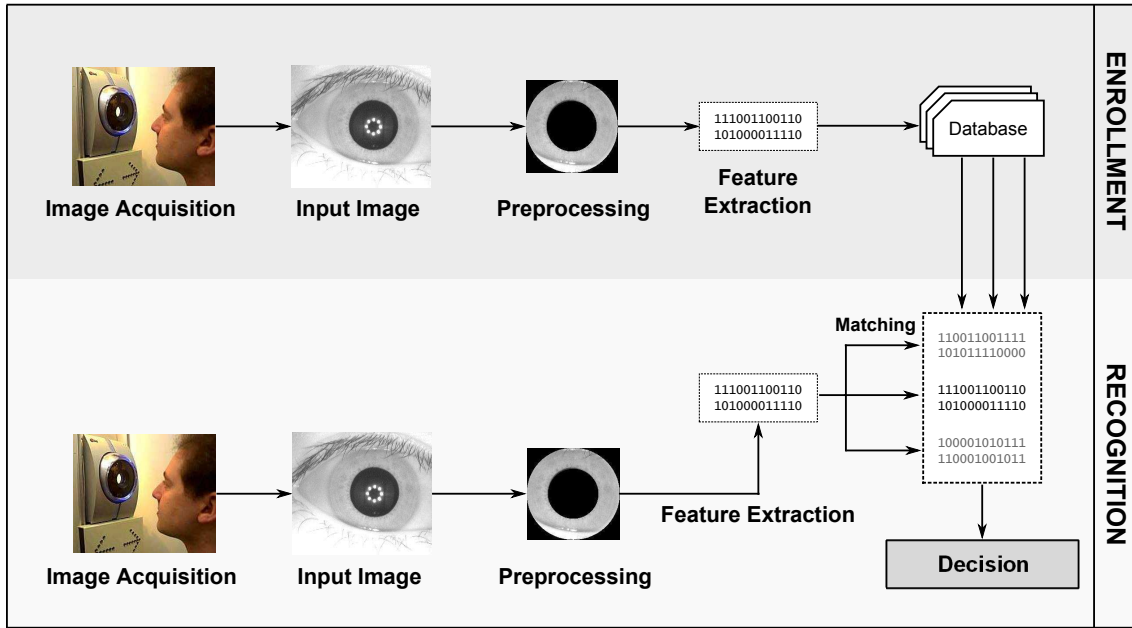 111001100110
101000011110
Database
Image Acquisition
Input Image
Preprocessing
Feature
Extraction
ENROLLMENT
Matching
110011001111
101011110000
111001100110
101000011110
111001100110
101000011110
100001010111
110001001011
Feature Extraction
Image Acquisition
Input Image
Preprocessing
Decision
RECOGNITION